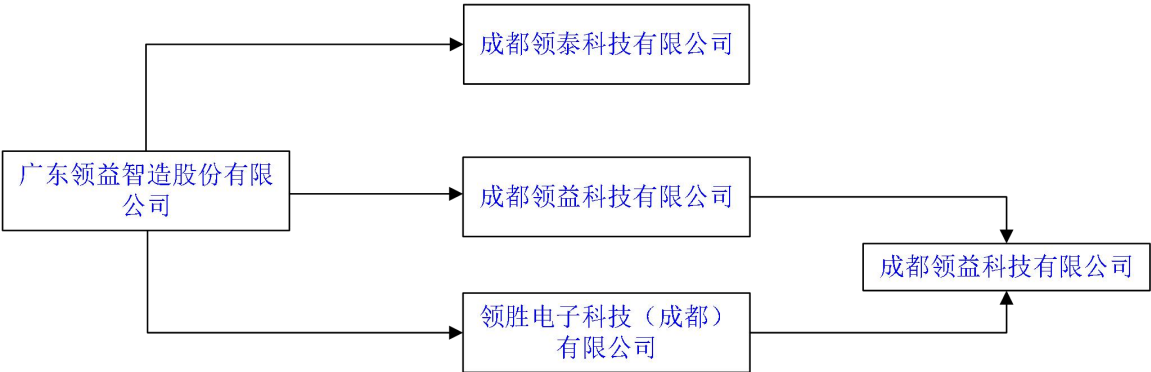 成都领泰科技有限公司
广东领益智造股份有限
公司
成都领益科技有限公司
成都领益科技有限公司
领胜电子科技（成都）
有限公司